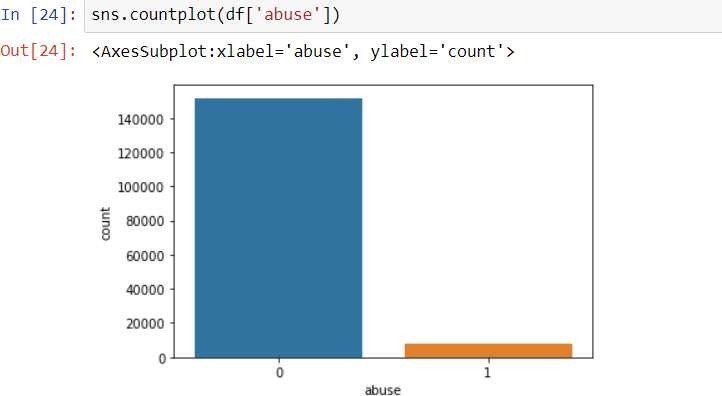 In [24]: sns.countplot(df['abuse'])
Out[24]: <AxesSubplot:xlabel='abuse', ylabel='count'>
140000
120000
100000
80000
60000
40000
20000
0
count
0 1
abuse